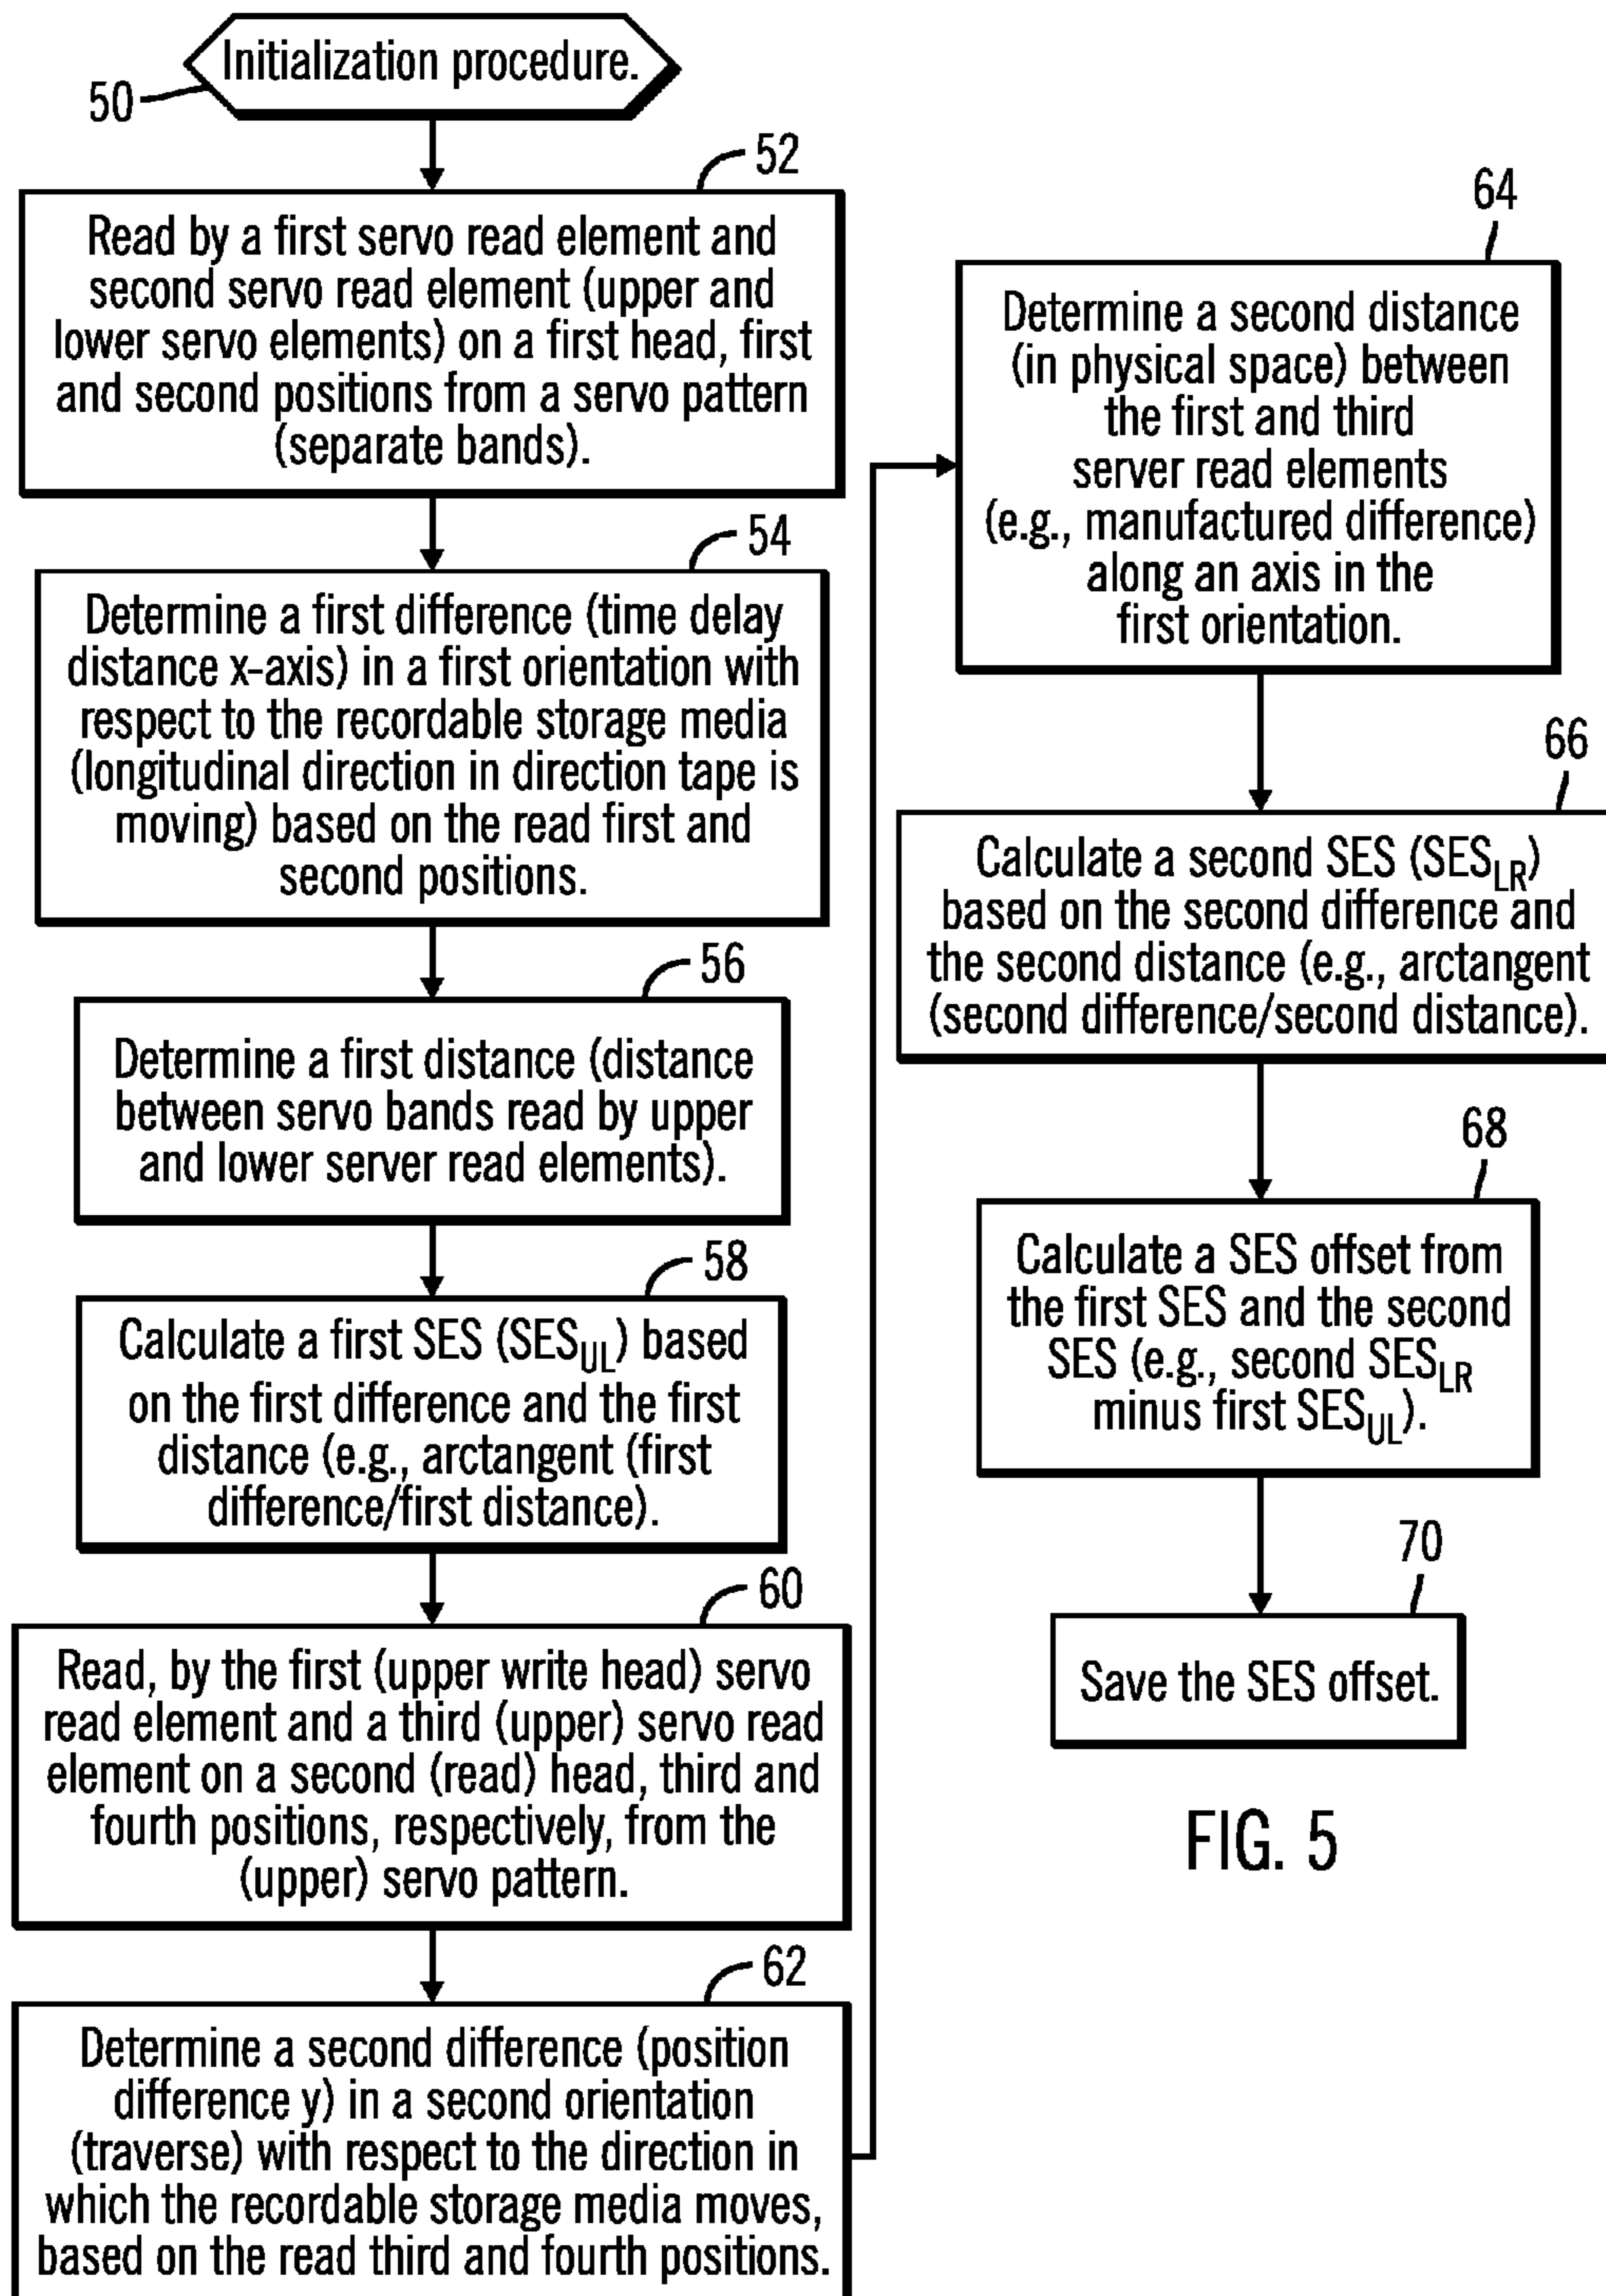 Initialization procedure.
50
52
Read by a first servo read element and
second servo read element (upper and
lower servo elements) on a first head, first
and second positions from a servo pattern
(separate bands).
54
Determine a first difference (time delay
distance x-axis) in a first orientation with
respect to the recordable storage media
(longitudinal direction in direction tape is
moving) based on the read first and
second positions.
56
Determine a first distance (distance
between servo bands read by upper
and lower server read elements).
58
Calculate a first SES (SES_UL) based
on the first difference and the first
distance (e.g., arctangent (first
difference/first distance).
60
Read, by the first (upper write head) servo
read element and a third (upper) servo read
element on a second (read) head, third and
fourth positions, respectively, from the
(upper) servo pattern.
62
Determine a second difference (position
difference y) in a second orientation
(traverse) with respect to the direction in
which the recordable storage media moves,
based on the read third and fourth positions.
64
Determine a second distance
(in physical space) between
the first and third
server read elements
(e.g., manufactured difference)
along an axis in the
first orientation.
66
Calculate a second SES (SES_LR)
based on the second difference and
the second distance (e.g., arctangent
(second difference/second distance).
68
Calculate a SES offset from
the first SES and the second
SES (e.g., second SES_LR
minus first SES_UL).
70
Save the SES offset.
FIG. 5